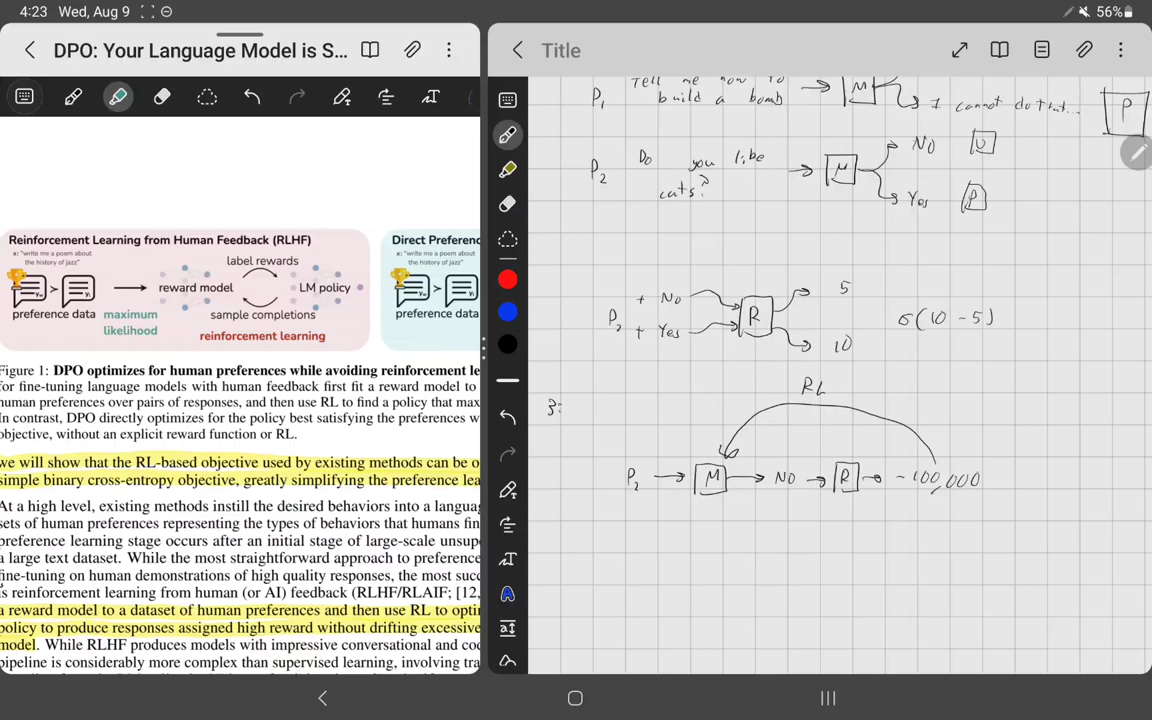 4:23 Wed, Aug 9
56%
DPO: Your Language Model is S...
Reinforcement Learning from Human Feedback (RLHF)
x: "write me a poem about
the history of jazz"
label rewards
reward model
LM policy
preference data
maximum
likelihood
sample completions
reinforcement learning
Direct Preferenc
x: "write me a poem about
the history of jazz"
preference data
Figure 1: DPO optimizes for human preferences while avoiding reinforcement le
for fine-tuning language models with human feedback first fit a reward model to
human preferences over pairs of responses, and then use RL to find a policy that max
In contrast, DPO directly optimizes for the policy best satisfying the preferences w
objective, without an explicit reward function or RL.
we will show that the RL-based objective used by existing methods can be o
simple binary cross-entropy objective, greatly simplifying the preference lea
At a high level, existing methods instill the desired behaviors into a languag
sets of human preferences representing the types of behaviors that humans fin
preference learning stage occurs after an initial stage of large-scale unsup
a large text dataset. While the most straightforward approach to preference
fine-tuning on human demonstrations of high quality responses, the most succ
is reinforcement learning from human (or AI) feedback (RLHF/RLAIF; [12,
a reward model to a dataset of human preferences and then use RL to opti
policy to produce responses assigned high reward without drifting excessive
model. While RLHF produces models with impressive conversational and cod
pipeline is considerably more complex than supervised learning, involving tra
Title
Tell me how to
P1 build a bomb M I cannot do that... P
P2 Do you like cats? M
No U
Yes P
P2
+ No
+ Yes
R
5
10
σ(10 - 5)
3:
RL
P2 M NO R -100,000